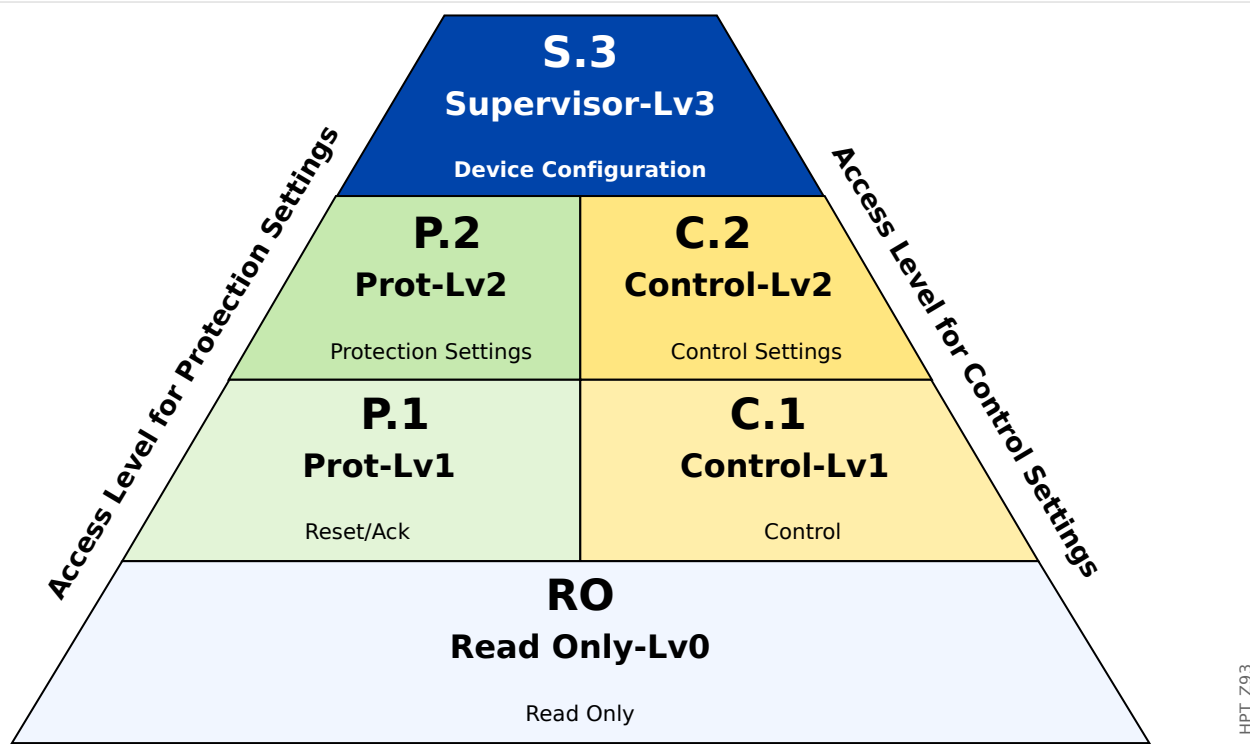 S.3
Supervisor-Lv3
Device Configuration
Access Level for Protection Settings
Access Level for Control Settings
P.2
Prot-Lv2
Protection Settings
C.2
Control-Lv2
Control Settings
P.1
Prot-Lv1
Reset/Ack
C.1
Control-Lv1
Control
RO
Read Only-Lv0
Read Only
HPT_Z93